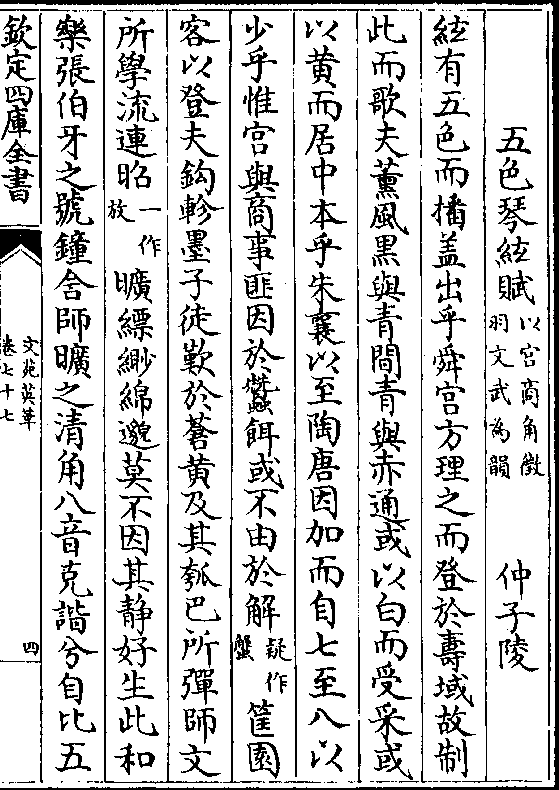 五色琴絃賦 以宫商角徵羽文武為韻 仲子陵
絃有五色而播盖出乎舜宫方理之而登於壽域故制
此而歌夫薰風黒與青間青與赤通或以白而受采或
以黄而居中本乎朱襄以至陶唐因加而自七至八以
少乎惟宫與商事匪因於蠶餌或不由於解 疑作蟹 筐園
客以登夫鈎軫墨子徒歎於蒼黄及其瓠巴所彈師文
所學流連昭 一作放 曠縹緲綿邈莫不因其静好生此和
樂張伯牙之號鐘含師曠之清角八音克諧兮自比五
欽定四庫全書
文苑英華
卷七十七
四